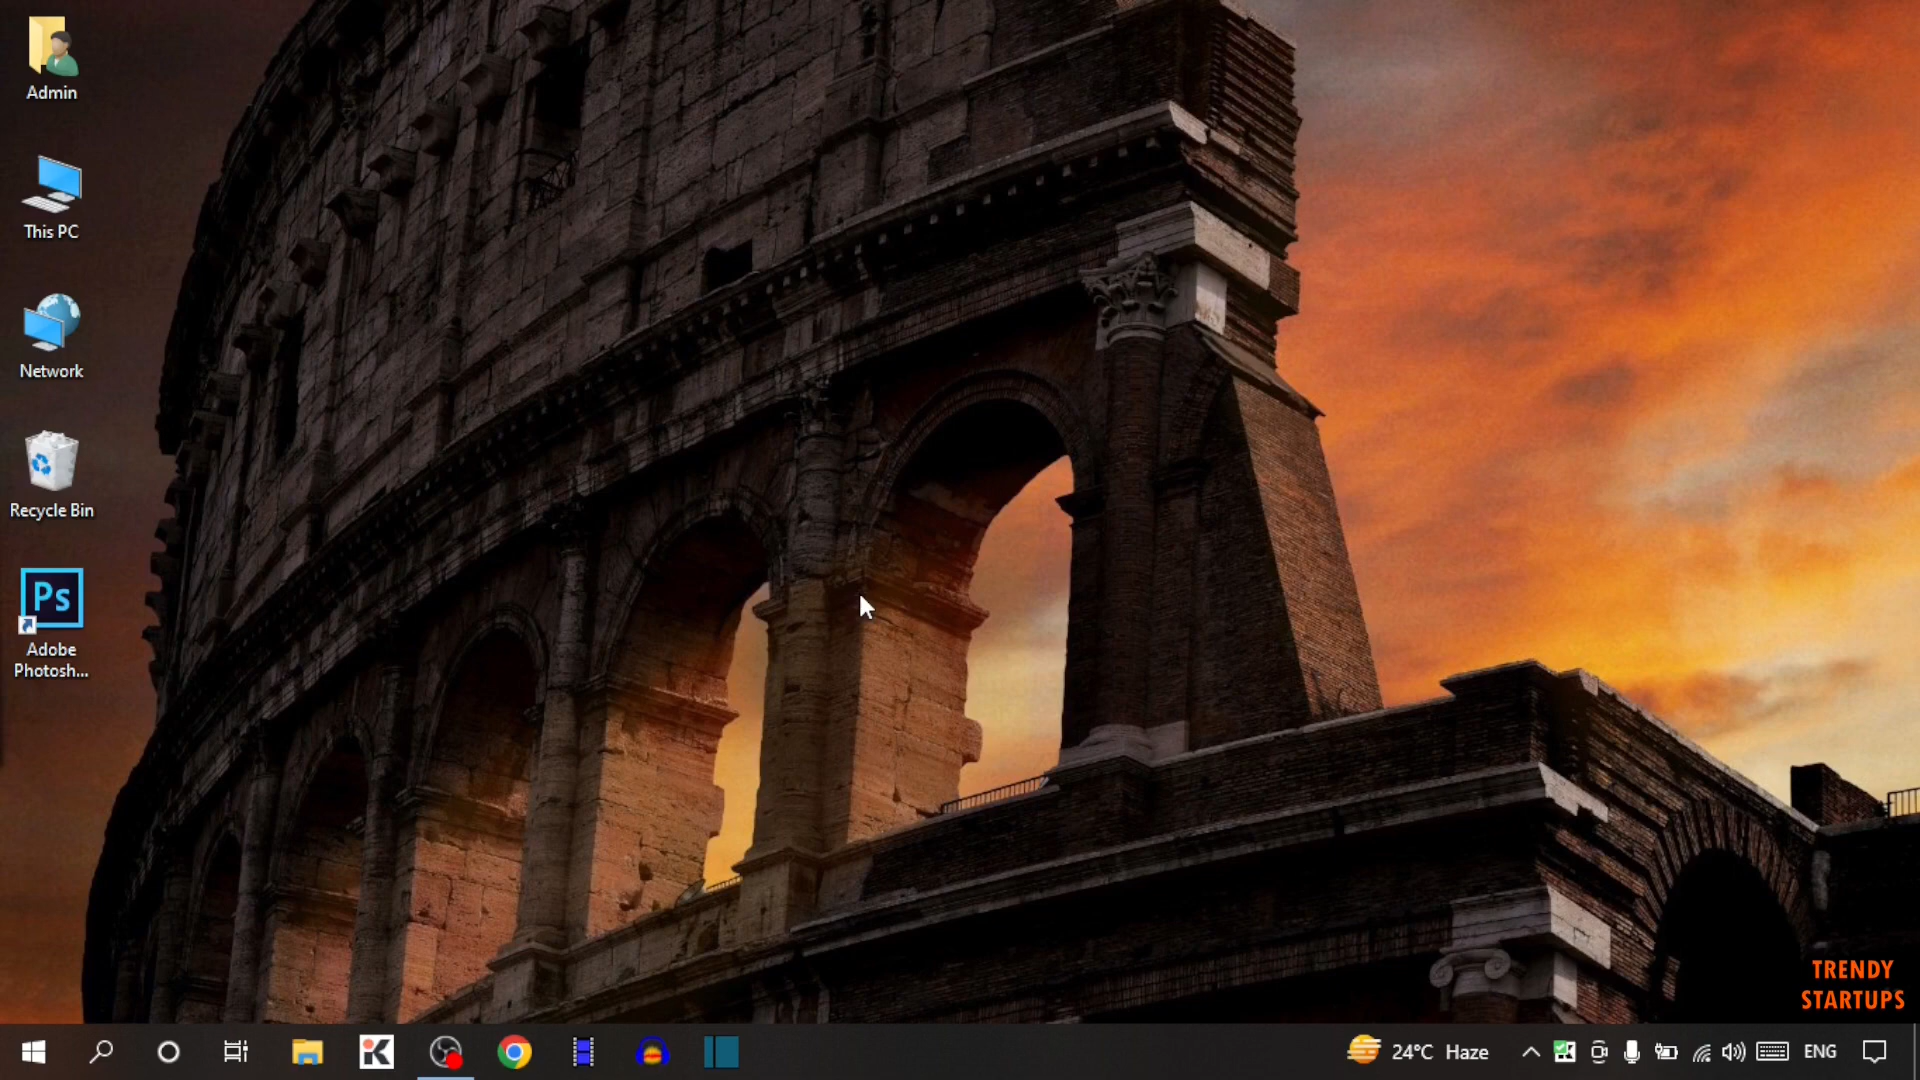 Admin
This PC
Network
Recycle Bin
Ps
Adobe
Photosh...
TRENDY
STARTUPS
24°C Haze
ENG